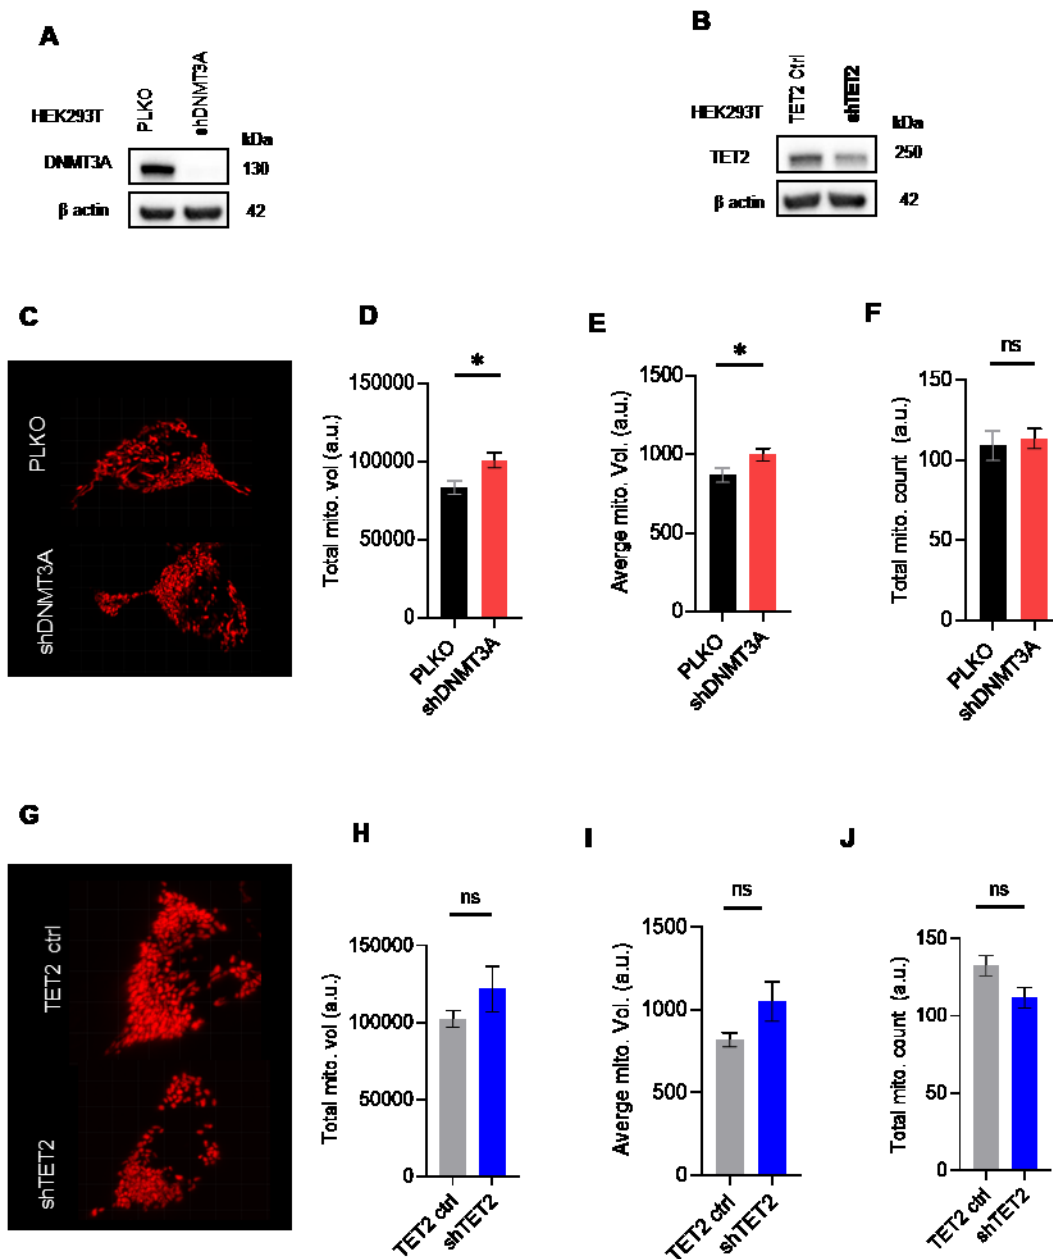 A
HEK293T
PLKO
shDNMT3A
kDa
DNMT3A
130
β actin
42
B
HEK293T
TET2 Ctrl
shTET2
kDa
TET2
250
β actin
42
C
PLKO
shDNMT3A
D
*
Total mito. vol (a.u.)
150000
100000
50000
0
PLKO
shDNMT3A
E
*
Averge mito. Vol. (a.u.)
1500
1000
500
0
PLKO
shDNMT3A
F
ns
Total mito. count (a.u.)
150
100
50
0
PLKO
shDNMT3A
G
TET2 ctrl
shTET2
H
ns
Total mito. vol (a.u.)
150000
100000
50000
0
TET2 ctrl
shTET2
I
ns
Averge mito. Vol. (a.u.)
1500
1000
500
0
TET2 ctrl
shTET2
J
ns
Total mito. count (a.u.)
150
100
50
0
TET2 ctrl
shTET2